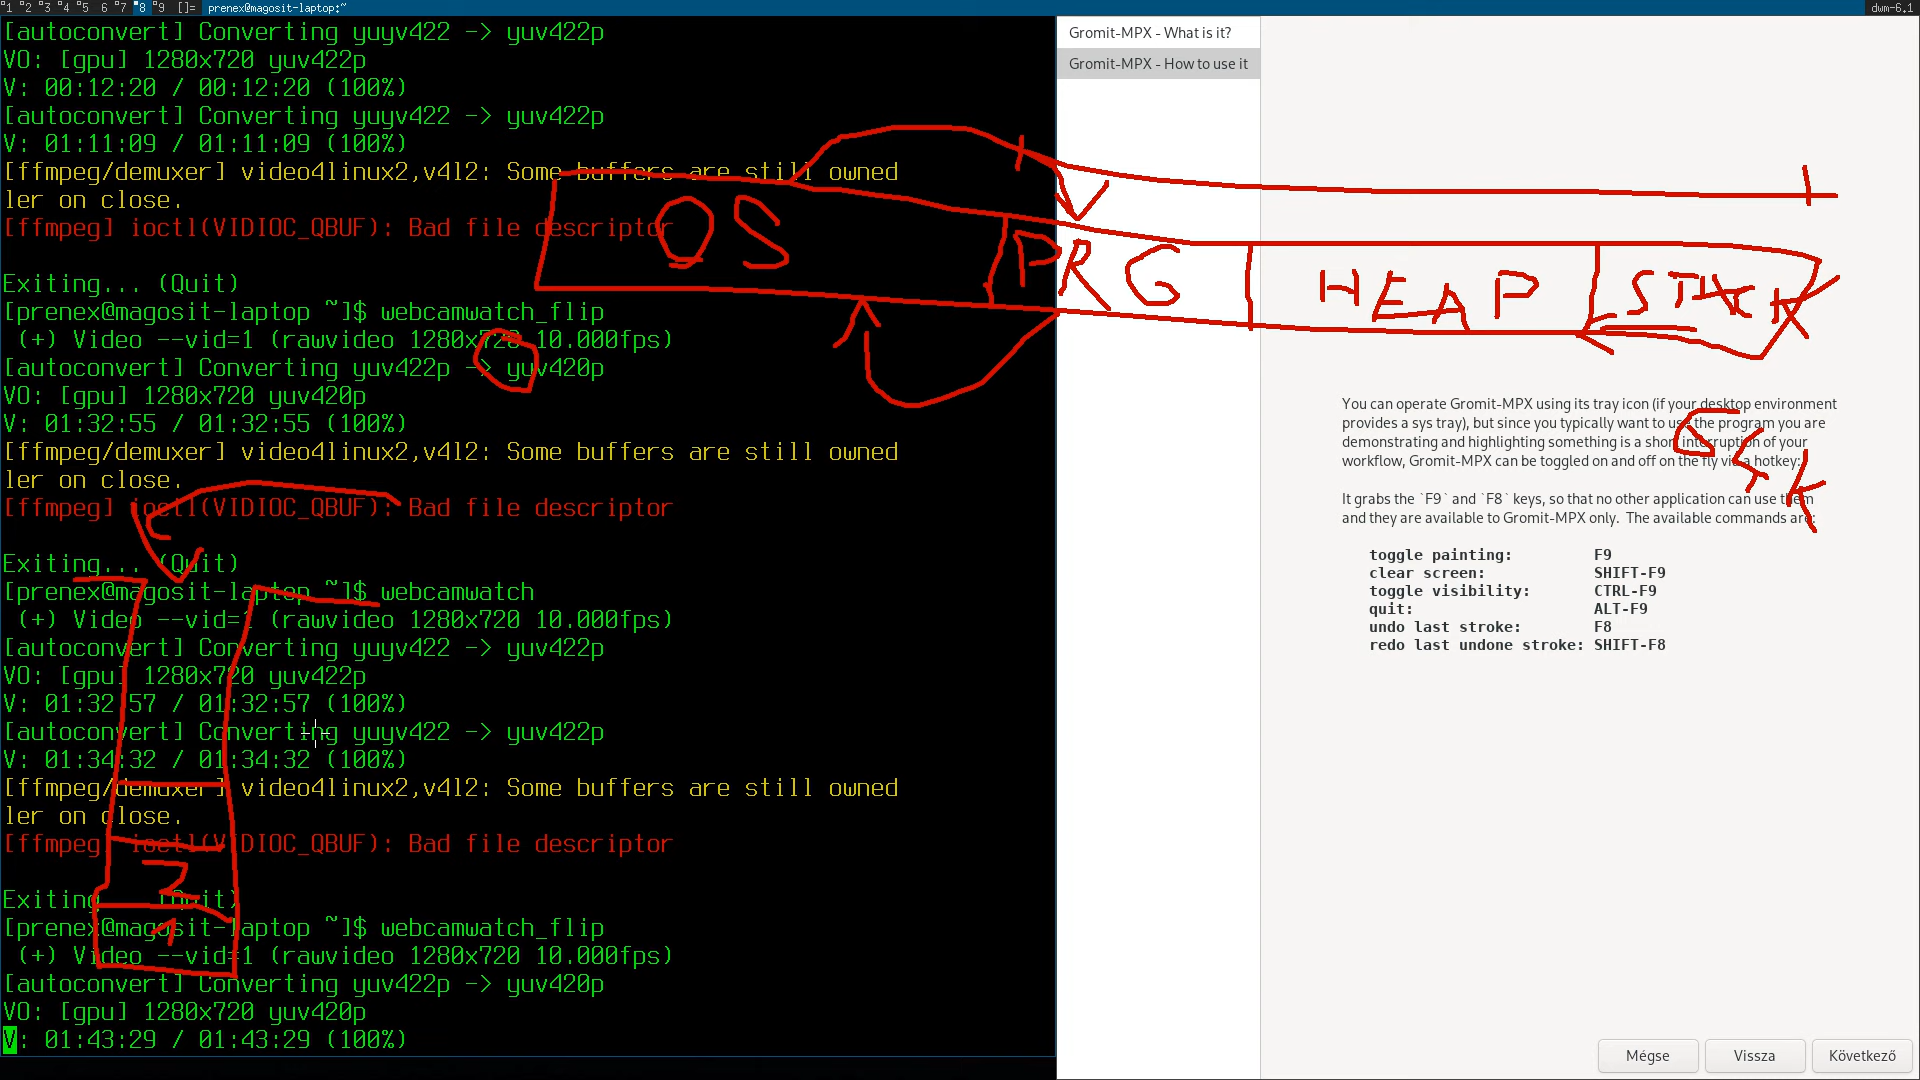 1 2 3 4 5 6 7 8 9 []= prenex@magosit-laptop:~ dwm-6.1
[autoconvert] Converting yuyv422 -> yuv422p
VO: [gpu] 1280x720 yuv422p
V: 00:12:20 / 00:12:20 (100%)
[autoconvert] Converting yuyv422 -> yuv422p
V: 01:11:09 / 01:11:09 (100%)
[ffmpeg/demuxer] video4linux2,v4l2: Some buffers are still owned
ler on close.
[ffmpeg] ioctl(VIDIOC_QBUF): Bad file descriptor
Exiting... (Quit)
[prenex@magosit-laptop ~]$ webcamwatch_flip
(+) Video --vid=1 (rawvideo 1280x720 10.000fps)
[autoconvert] Converting yuv422p -> yuv420p
VO: [gpu] 1280x720 yuv420p
V: 01:32:55 / 01:32:55 (100%)
[ffmpeg/demuxer] video4linux2,v4l2: Some buffers are still owned
ler on close.
[ffmpeg] ioctl(VIDIOC_QBUF): Bad file descriptor
Exiting... (Quit)
[prenex@magosit-laptop ~]$ webcamwatch
(+) Video --vid=1 (rawvideo 1280x720 10.000fps)
[autoconvert] Converting yuyv422 -> yuv422p
VO: [gpu] 1280x720 yuv422p
V: 01:32:57 / 01:32:57 (100%)
[autoconvert] Converting yuyv422 -> yuv422p
V: 01:34:32 / 01:34:32 (100%)
[ffmpeg/demuxer] video4linux2,v4l2: Some buffers are still owned
ler on close.
[ffmpeg] ioctl(VIDIOC_QBUF): Bad file descriptor
Exiting... (Quit)
[prenex@magosit-laptop ~]$ webcamwatch_flip
(+) Video --vid=1 (rawvideo 1280x720 10.000fps)
[autoconvert] Converting yuv422p -> yuv420p
VO: [gpu] 1280x720 yuv420p
V: 01:43:29 / 01:43:29 (100%)
OS PRG HEAP
1
Gromit-MPX - What is it?
Gromit-MPX - How to use it
You can operate Gromit-MPX using its tray icon (if your desktop environment
provides a sys tray), but since you typically want to use the program you are
demonstrating and highlighting something is a short interruption of your
workflow, Gromit-MPX can be toggled on and off on the fly via a hotkey:
It grabs the `F9` and `F8` keys, so that no other application can use them
and they are available to Gromit-MPX only. The available commands are:
toggle painting: F9
clear screen: SHIFT-F9
toggle visibility: CTRL-F9
quit: ALT-F9
undo last stroke: F8
redo last undone stroke: SHIFT-F8
Mégse Vissza Következő